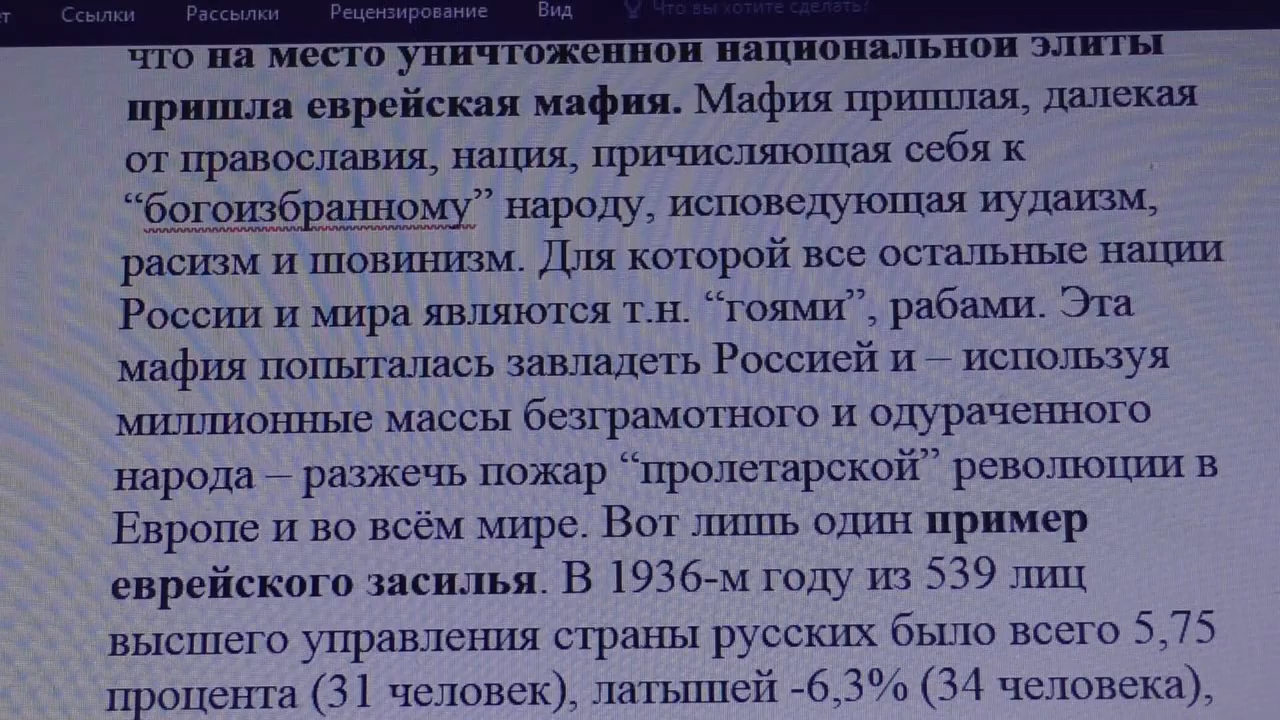 Ссылки Рассылки Рецензирование Вид Что вы хотите сделать?
что на место уничтоженной национальной элиты
пришла еврейская мафия. Мафия пришлая, далекая
от православия, нация, причисляющая себя к
“богоизбранному” народу, исповедующая иудаизм,
расизм и шовинизм. Для которой все остальные нации
России и мира являются т.н. “гоями”, рабами. Эта
мафия попыталась завладеть Россией и – используя
миллионные массы безграмотного и одураченного
народа – разжечь пожар “пролетарской” революции в
Европе и во всём мире. Вот лишь один пример
еврейского засилья. В 1936-м году из 539 лиц
высшего управления страны русских было всего 5,75
процента (31 человек), латышей -6,3% (34 человека),